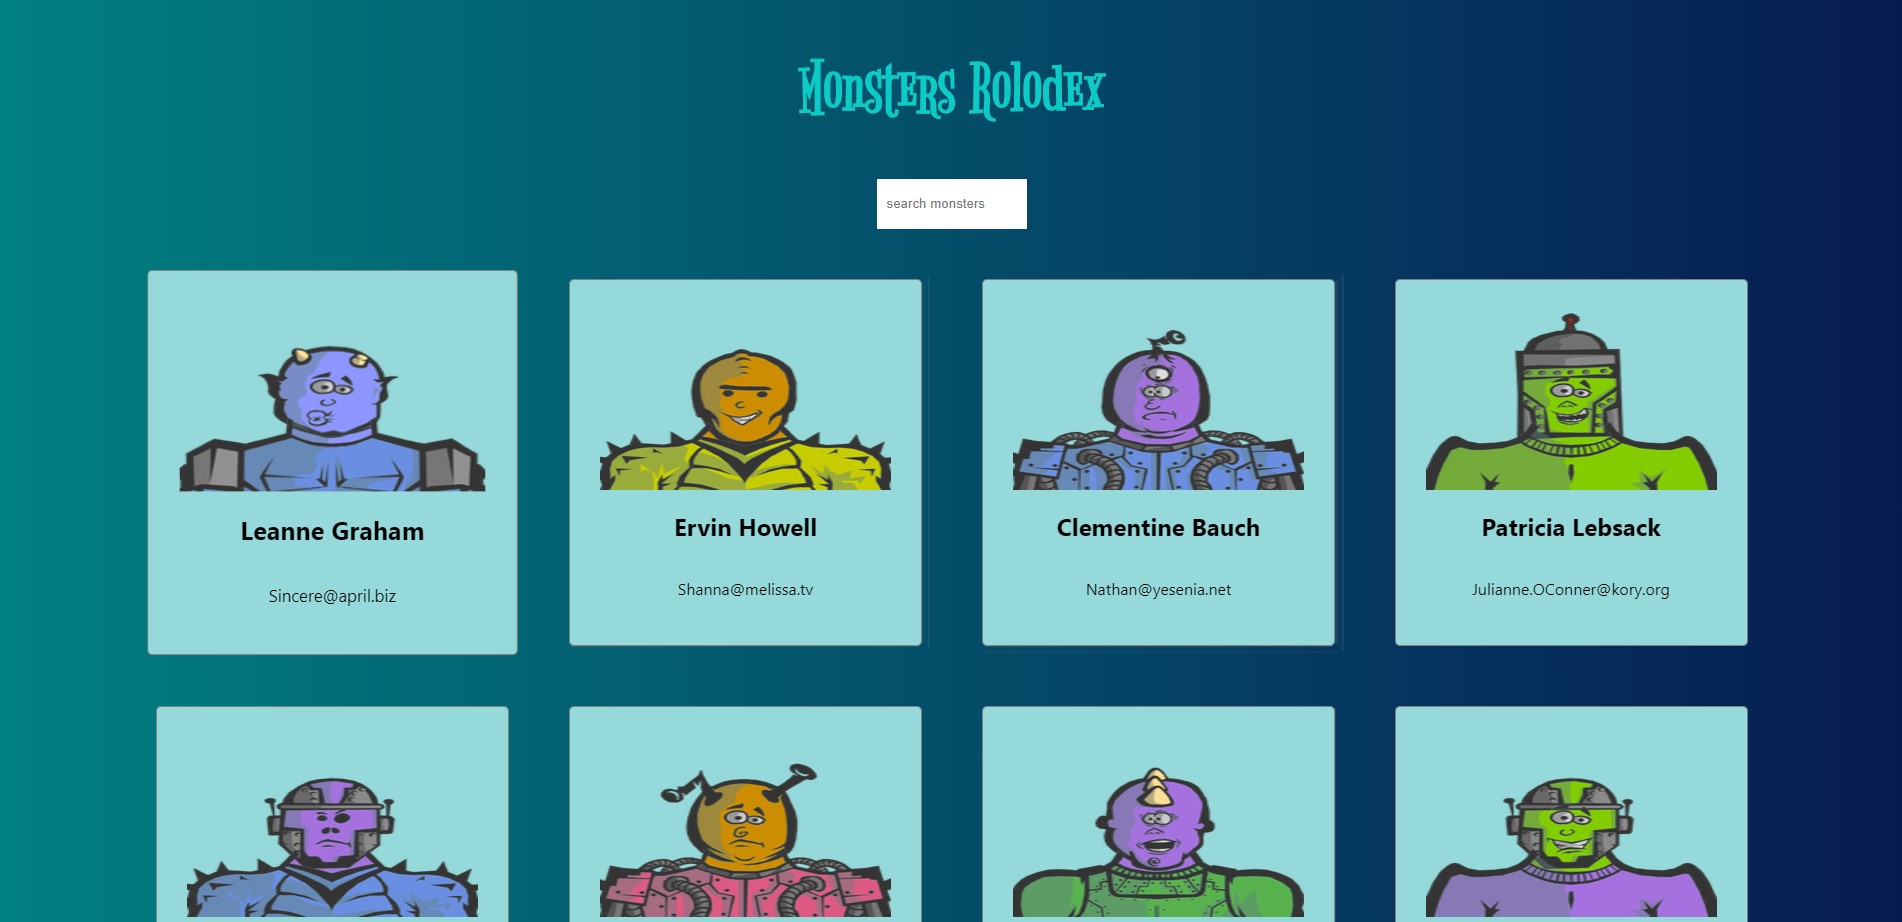 Monsters Rolodex
search monsters
Leanne Graham
Sincere@april.biz
Ervin Howell
Shanna@melissa.tv
Clementine Bauch
Nathan@yesenia.net
Patricia Lebsack
Julianne.OConner@kory.org